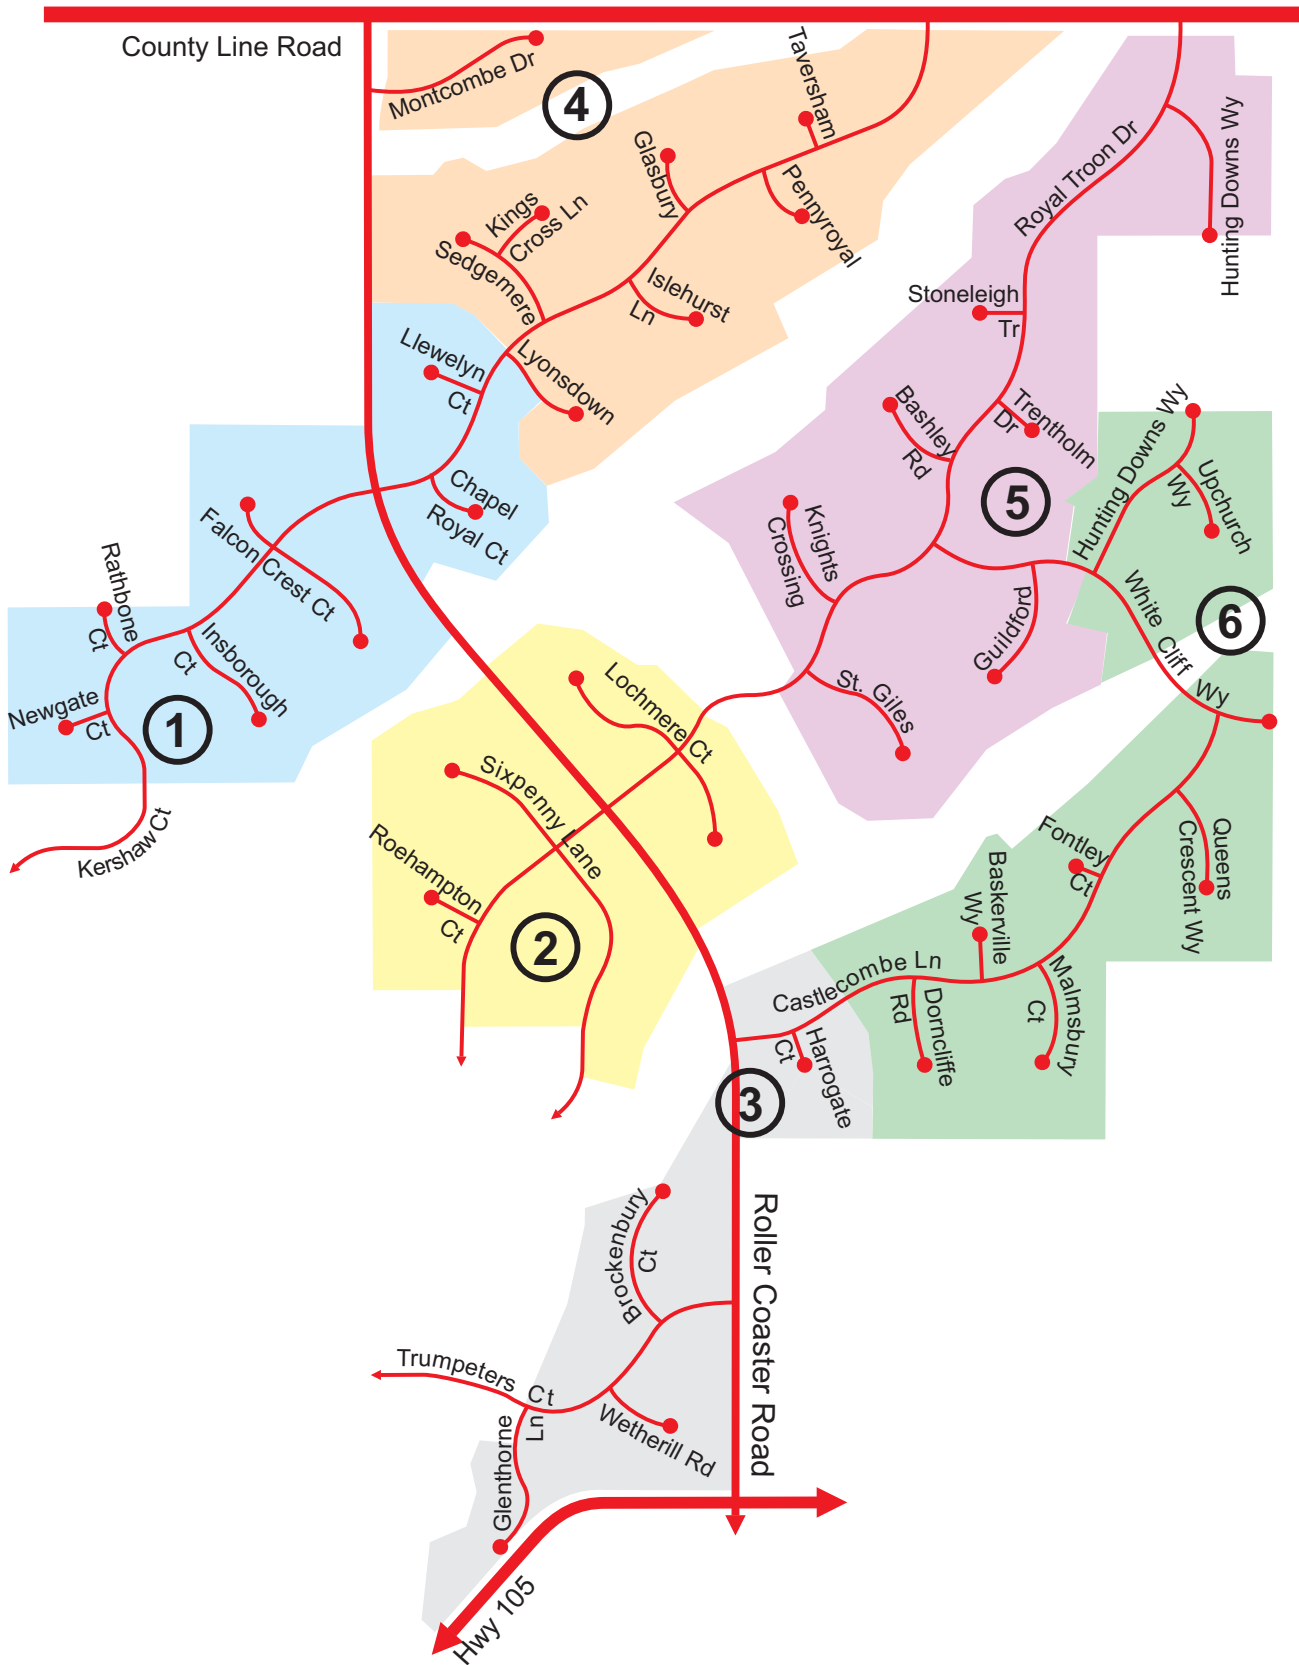 County Line Road
Montcombe Dr
4
Taversham
Glasbury
Pennyroyal
Kings
Cross Ln
Sedgemere
Islehurst
Ln
Lyonsdown
Llewelyn
Ct
Chapel
Royal Ct
Falcon Crest Ct
Rathbone
Ct
Insborough
Ct
Newgate
Ct
1
Kershaw Ct
Royal Troon Dr
Hunting Downs Wy
Stoneleigh
Tr
Trentholm
Dr
Bashley
Rd
5
Knights
Crossing
Guildford
St. Giles
Hunting Downs Wy
Upchurch
Wy
White Cliff Wy
6
Lochmere Ct
Sixpenny Lane
Roehampton
Ct
2
Fontley
Ct
Queens
Crescent Wy
Baskerville
Wy
Malmsbury
Ct
Castlecombe Ln
Dorncliffe
Rd
Harrogate
Ct
3
Brockenbury
Ct
Roller Coaster Road
Trumpeters Ct
Glenthorne
Ln
Wetherill Rd
Hwy 105